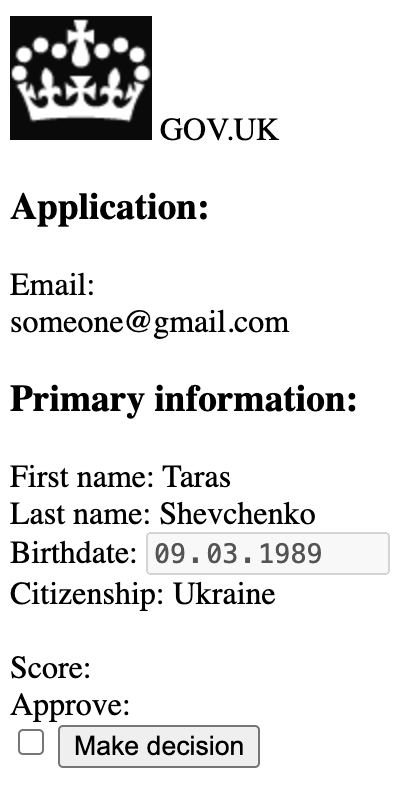 GOV.UK
Application:
Email:
someone@gmail.com
Primary information:
First name: Taras
Last name: Shevchenko
Birthdate: 09.03.1989
Citizenship: Ukraine
Score:
Approve:
Make decision